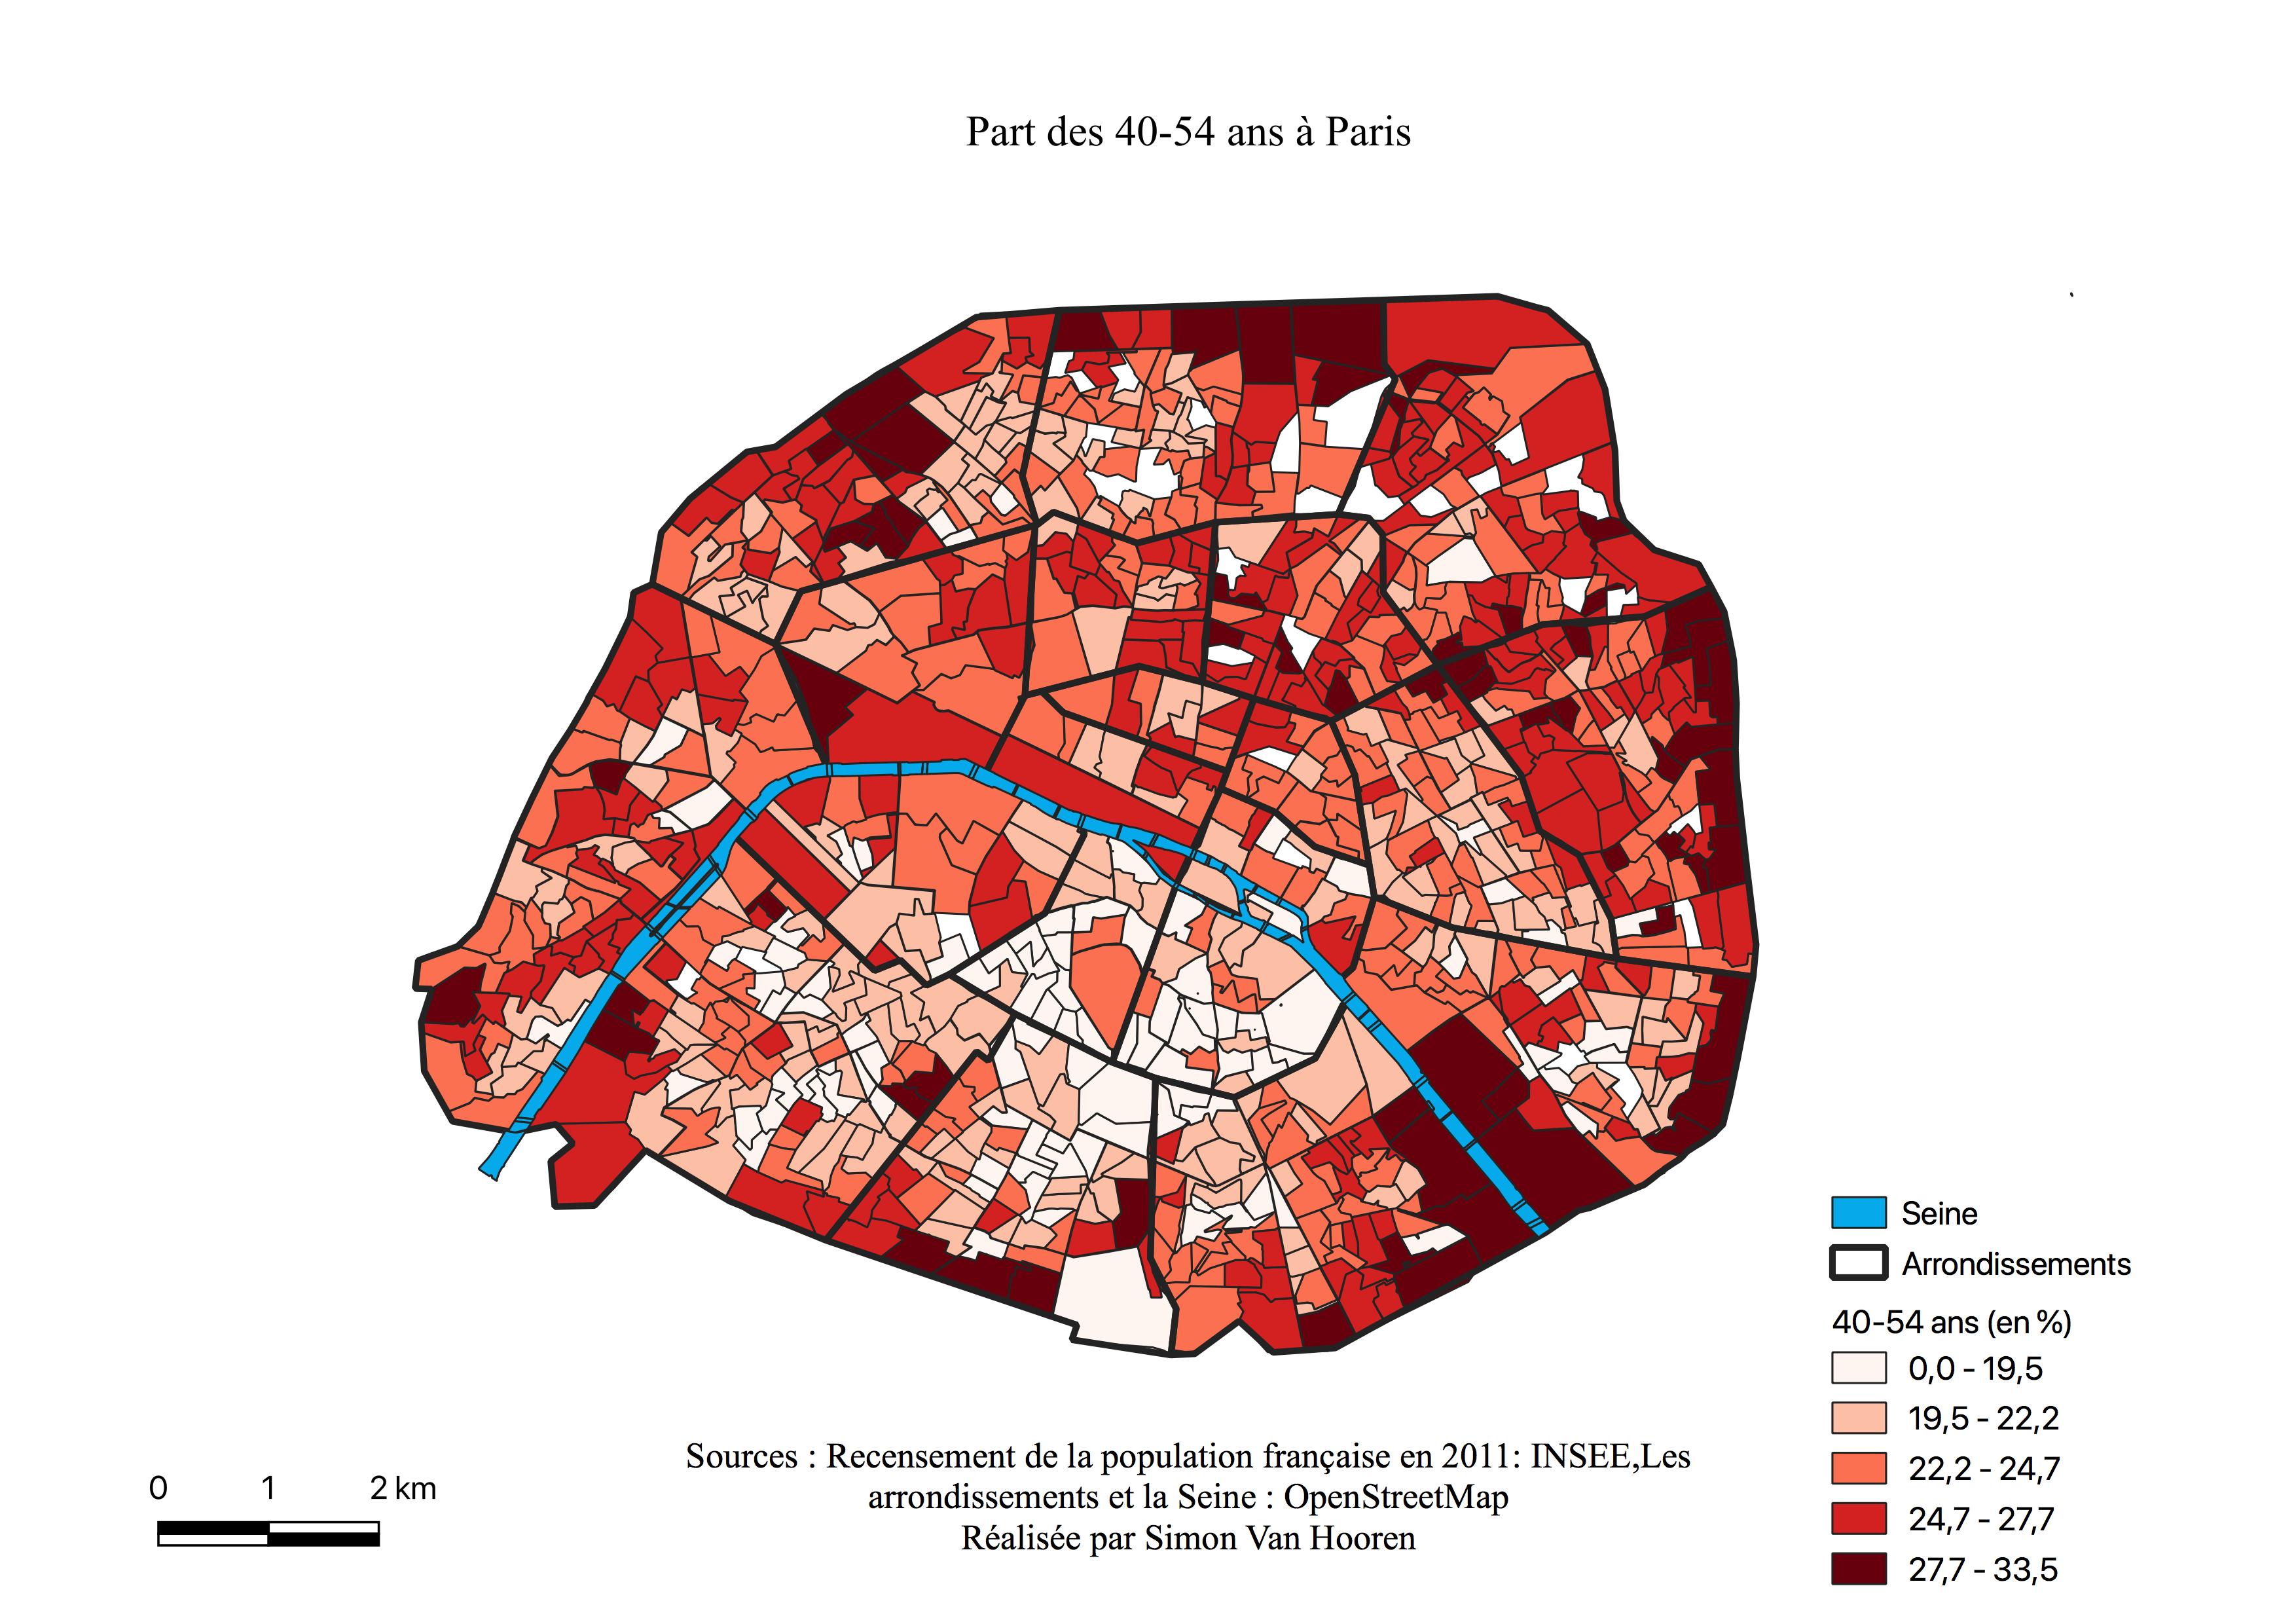 Part des 40-54 ans à Paris
Seine
Arrondissements
40-54 ans (en %)
0,0 - 19,5
19,5 - 22,2
22,2 - 24,7
24,7 - 27,7
27,7 - 33,5
Sources : Recensement de la population française en 2011: INSEE,Les
arrondissements et la Seine : OpenStreetMap
Réalisée par Simon Van Hooren
0 1 2 km